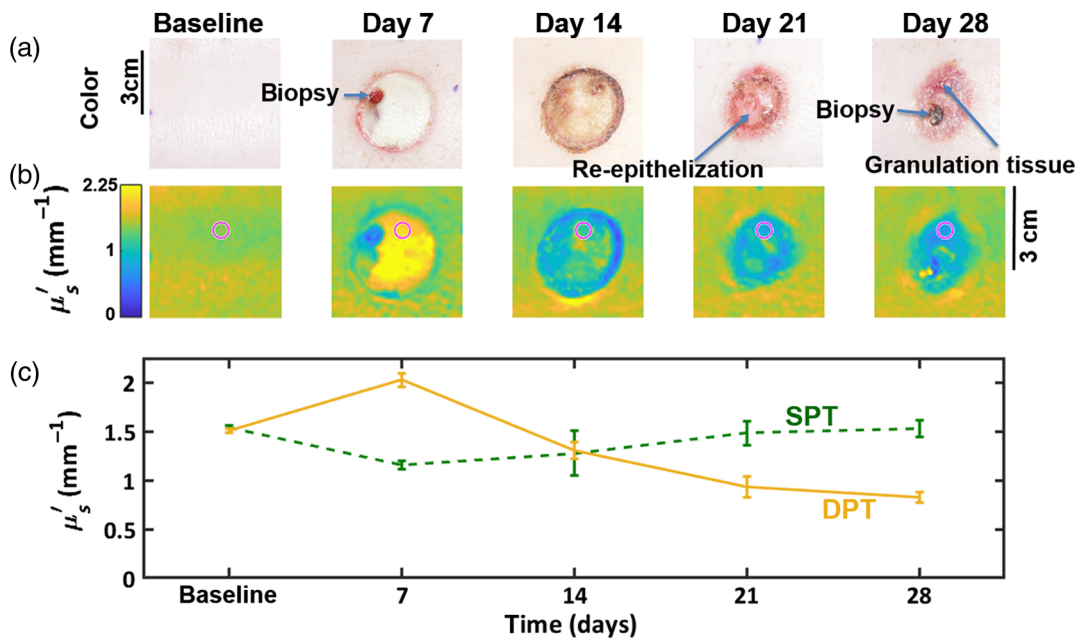 Baseline Day 7 Day 14 Day 21 Day 28
(a)
Color
3cm
Biopsy
Biopsy
Re-epithelization
Granulation tissue
(b)
μs′ (mm−1)
2.25
1
0
3 cm
(c)
μs′ (mm−1)
2
1.5
1
0.5
0
SPT
DPT
Baseline 7 14 21 28
Time (days)